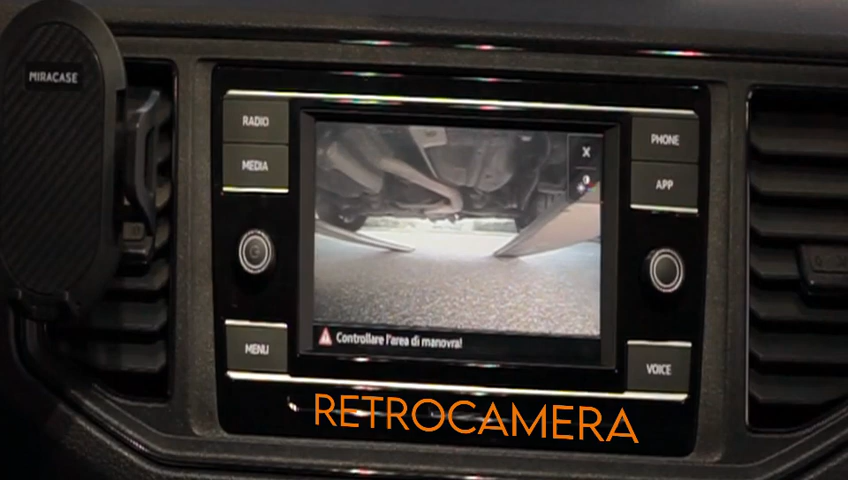 MIRACASE
RADIO
MEDIA
PHONE
APP
X
Controllare l'area di manovra!
MENU
VOICE
RETROCAMERA